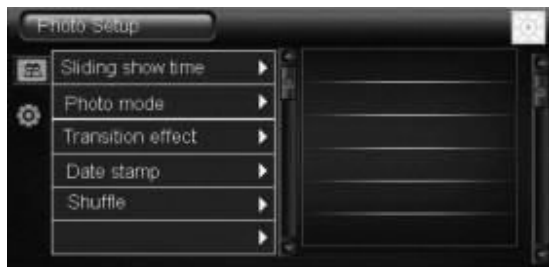 Photo Setup
Sliding show time
Photo mode
Transition effect
Date stamp
Shuffle